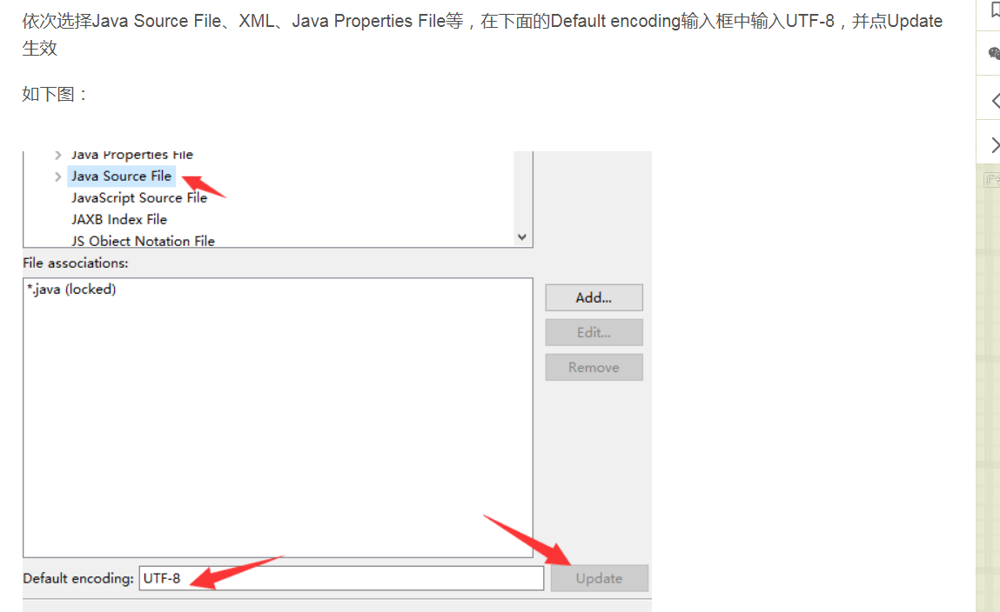 依次选择Java Source File、XML、Java Properties File等，在下面的Default encoding输入框中输入UTF-8，并点Update
生效
如下图：
Java Properties File
Java Source File
JavaScript Source File
JAXB Index File
JS Object Notation File
File associations:
*.java (locked)
Add...
Edit...
Remove
Default encoding: UTF-8
Update